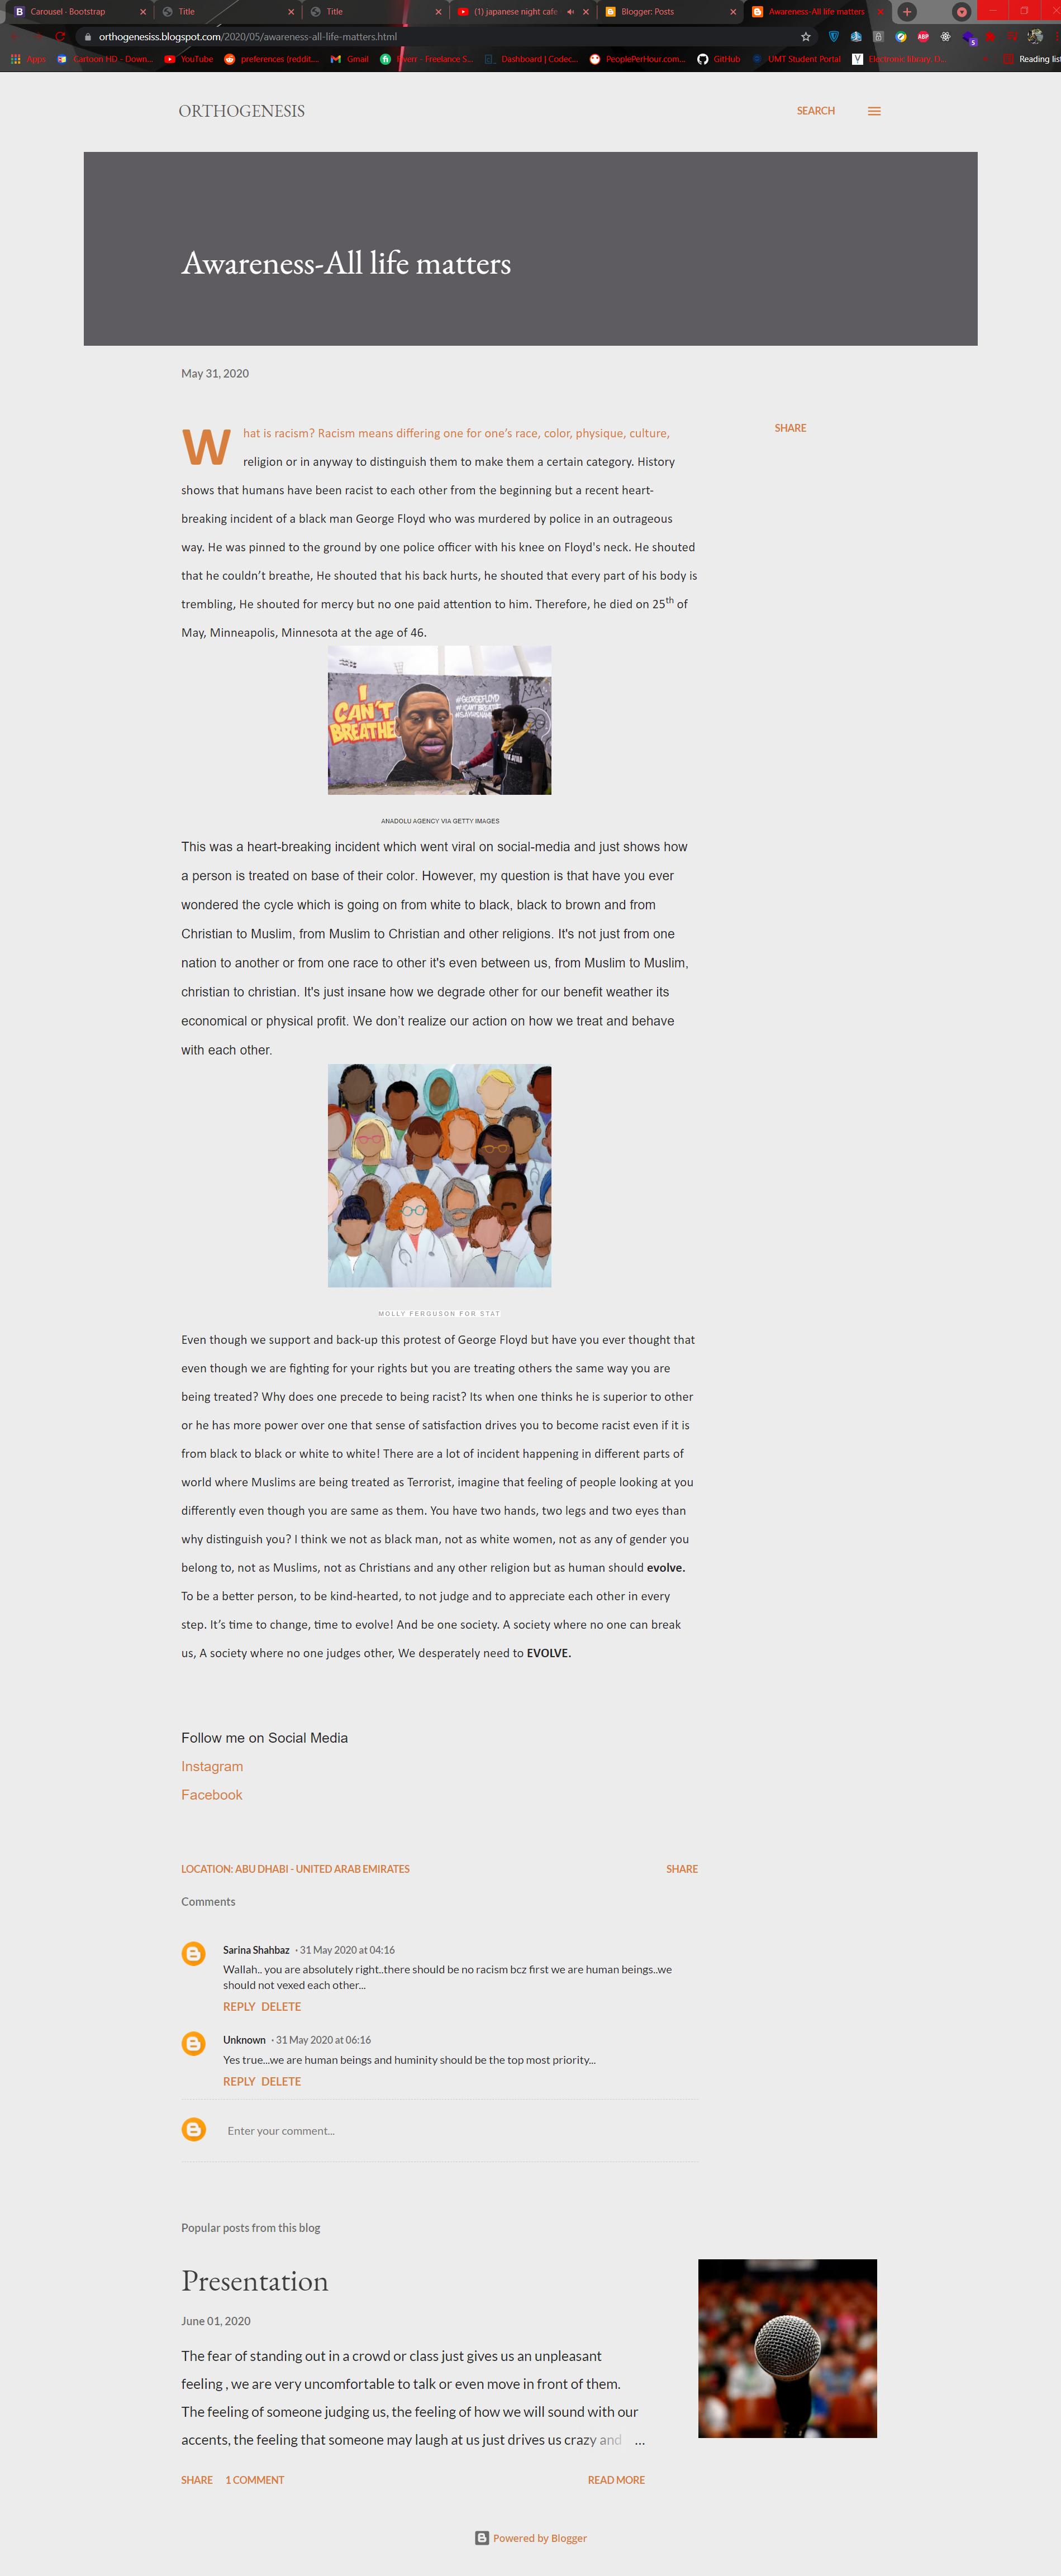 Carousel · Bootstrap
Title
Title
(1) japanese night cafe
Blogger: Posts
Awareness-All life matters
orthogenesiss.blogspot.com/2020/05/awareness-all-life-matters.html
Apps
Cartoon HD - Down...
YouTube
preferences (reddit....
Gmail
Fiverr - Freelance S...
Dashboard | Codec...
PeoplePerHour.com...
GitHub
UMT Student Portal
Electronic library. D...
Reading list
ORTHOGENESIS
SEARCH
Awareness-All life matters
May 31, 2020
SHARE
What is racism? Racism means differing one for one’s race, color, physique, culture,
religion or in anyway to distinguish them to make them a certain category. History
shows that humans have been racist to each other from the beginning but a recent heart-
breaking incident of a black man George Floyd who was murdered by police in an outrageous
way. He was pinned to the ground by one police officer with his knee on Floyd's neck. He shouted
that he couldn’t breathe, He shouted that his back hurts, he shouted that every part of his body is
trembling, He shouted for mercy but no one paid attention to him. Therefore, he died on 25th of
May, Minneapolis, Minnesota at the age of 46.
I
CAN'T
BREATHE
#GEORGEFLOYD
#ICANTBREATHE
ANADOLU AGENCY VIA GETTY IMAGES
This was a heart-breaking incident which went viral on social-media and just shows how
a person is treated on base of their color. However, my question is that have you ever
wondered the cycle which is going on from white to black, black to brown and from
Christian to Muslim, from Muslim to Christian and other religions. It's not just from one
nation to another or from one race to other it's even between us, from Muslim to Muslim,
christian to christian. It's just insane how we degrade other for our benefit weather its
economical or physical profit. We don’t realize our action on how we treat and behave
with each other.
MOLLY FERGUSON FOR STAT
Even though we support and back-up this protest of George Floyd but have you ever thought that
even though we are fighting for your rights but you are treating others the same way you are
being treated? Why does one precede to being racist? Its when one thinks he is superior to other
or he has more power over one that sense of satisfaction drives you to become racist even if it is
from black to black or white to white! There are a lot of incident happening in different parts of
world where Muslims are being treated as Terrorist, imagine that feeling of people looking at you
differently even though you are same as them. You have two hands, two legs and two eyes than
why distinguish you? I think we not as black man, not as white women, not as any of gender you
belong to, not as Muslims, not as Christians and any other religion but as human should evolve.
To be a better person, to be kind-hearted, to not judge and to appreciate each other in every
step. It’s time to change, time to evolve! And be one society. A society where no one can break
us, A society where no one judges other, We desperately need to EVOLVE.
Follow me on Social Media
Instagram
Facebook
LOCATION: ABU DHABI - UNITED ARAB EMIRATES
SHARE
Comments
Sarina Shahbaz · 31 May 2020 at 04:16
Wallah.. you are absolutely right..there should be no racism bcz first we are human beings..we
should not vexed each other...
REPLY DELETE
Unknown · 31 May 2020 at 06:16
Yes true...we are human beings and huminity should be the top most priority...
REPLY DELETE
Enter your comment...
Popular posts from this blog
Presentation
June 01, 2020
The fear of standing out in a crowd or class just gives us an unpleasant
feeling , we are very uncomfortable to talk or even move in front of them.
The feeling of someone judging us, the feeling of how we will sound with our
accents, the feeling that someone may laugh at us just drives us crazy and ...
SHARE 1 COMMENT READ MORE
Powered by Blogger